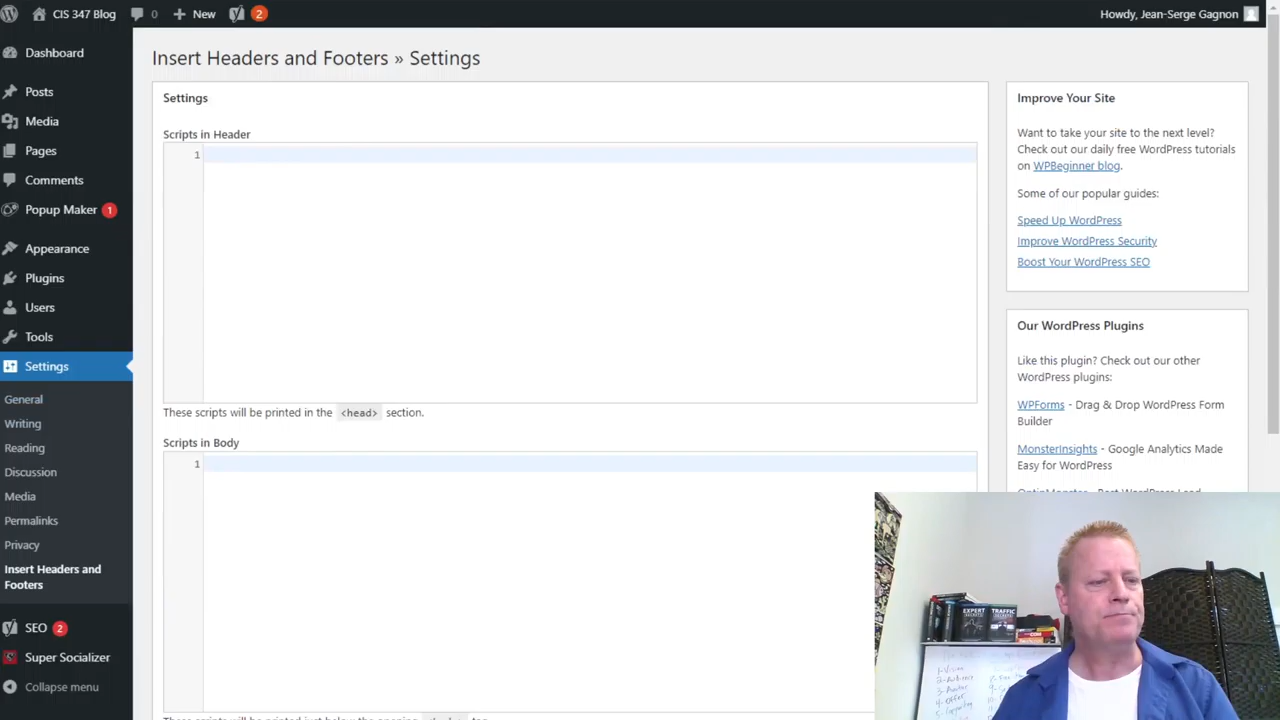 CIS 347 Blog
0
New
2
Howdy, Jean-Serge Gagnon
Dashboard
Posts
Media
Pages
Comments
Popup Maker 1
Appearance
Plugins
Users
Tools
Settings
General
Writing
Reading
Discussion
Media
Permalinks
Privacy
Insert Headers and
Footers
SEO 2
Super Socializer
Collapse menu
Insert Headers and Footers » Settings
Settings
Scripts in Header
1
These scripts will be printed in the <head> section.
Scripts in Body
1
Improve Your Site
Want to take your site to the next level?
Check out our daily free WordPress tutorials
on WPBeginner blog.
Some of our popular guides:
Speed Up WordPress
Improve WordPress Security
Boost Your WordPress SEO
Our WordPress Plugins
Like this plugin? Check out our other
WordPress plugins:
WPForms - Drag & Drop WordPress Form
Builder
MonsterInsights - Google Analytics Made
Easy for WordPress
EXPERT
SECRETS
TRAFFIC
SECRETS
1-Vision